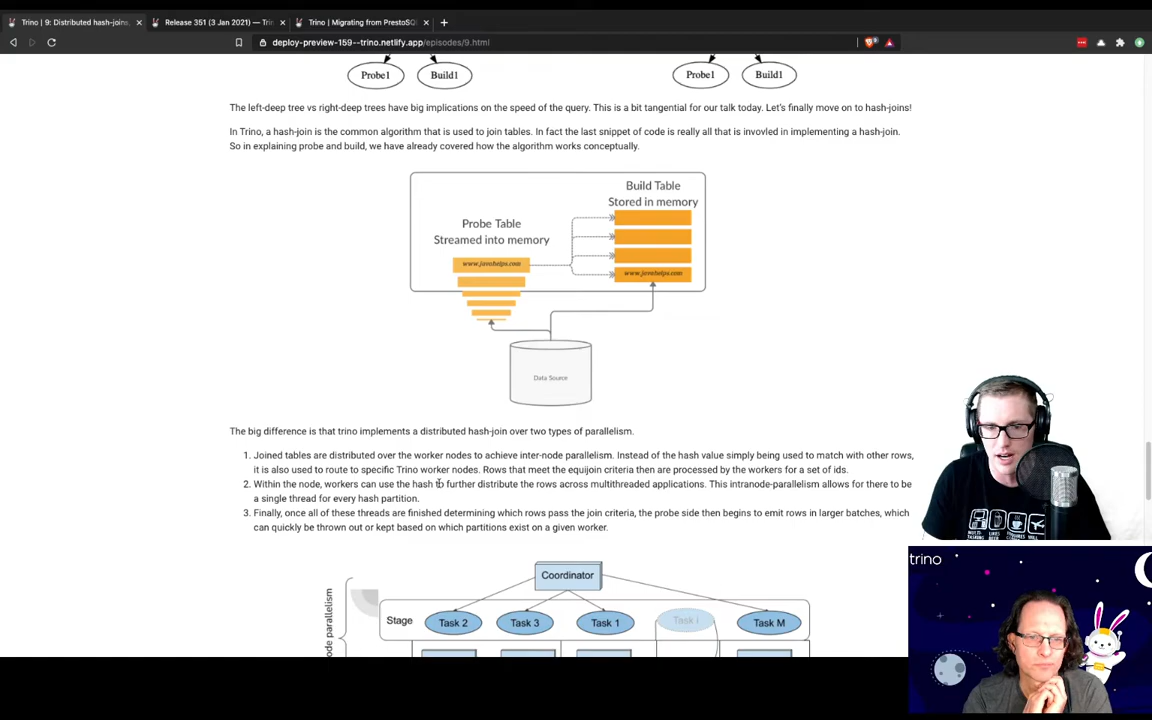 Trino | 9: Distributed hash-joins,
Release 351 (3 Jan 2021) — Trin
Trino | Migrating from PrestoSQL
deploy-preview-159--trino.netlify.app/episodes/9.html
Probe1
Build1
Probe1
Build1
The left-deep tree vs right-deep trees have big implications on the speed of the query. This is a bit tangential for our talk today. Let's finally move on to hash-joins!
In Trino, a hash-join is the common algorithm that is used to join tables. In fact the last snippet of code is really all that is invovled in implementing a hash-join.
So in explaining probe and build, we have already covered how the algorithm works conceptually.
Build Table
Stored in memory
Probe Table
Streamed into memory
www.javahelps.com
www.javahelps.com
Data Source
The big difference is that trino implements a distributed hash-join over two types of parallelism.
1. Joined tables are distributed over the worker nodes to achieve inter-node parallelism. Instead of the hash value simply being used to match with other rows,
it is also used to route to specific Trino worker nodes. Rows that meet the equijoin criteria then are processed by the workers for a set of ids.
2. Within the node, workers can use the hash to further distribute the rows across multithreaded applications. This intranode-parallelism allows for there to be
a single thread for every hash partition.
3. Finally, once all of these threads are finished determining which rows pass the join criteria, the probe side then begins to emit rows in larger batches, which
can quickly be thrown out or kept based on which partitions exist on a given worker.
Coordinator
Stage
Task 2
Task 3
Task 1
Task i
Task M
de parallelism
trino
MULTI-
TASKING